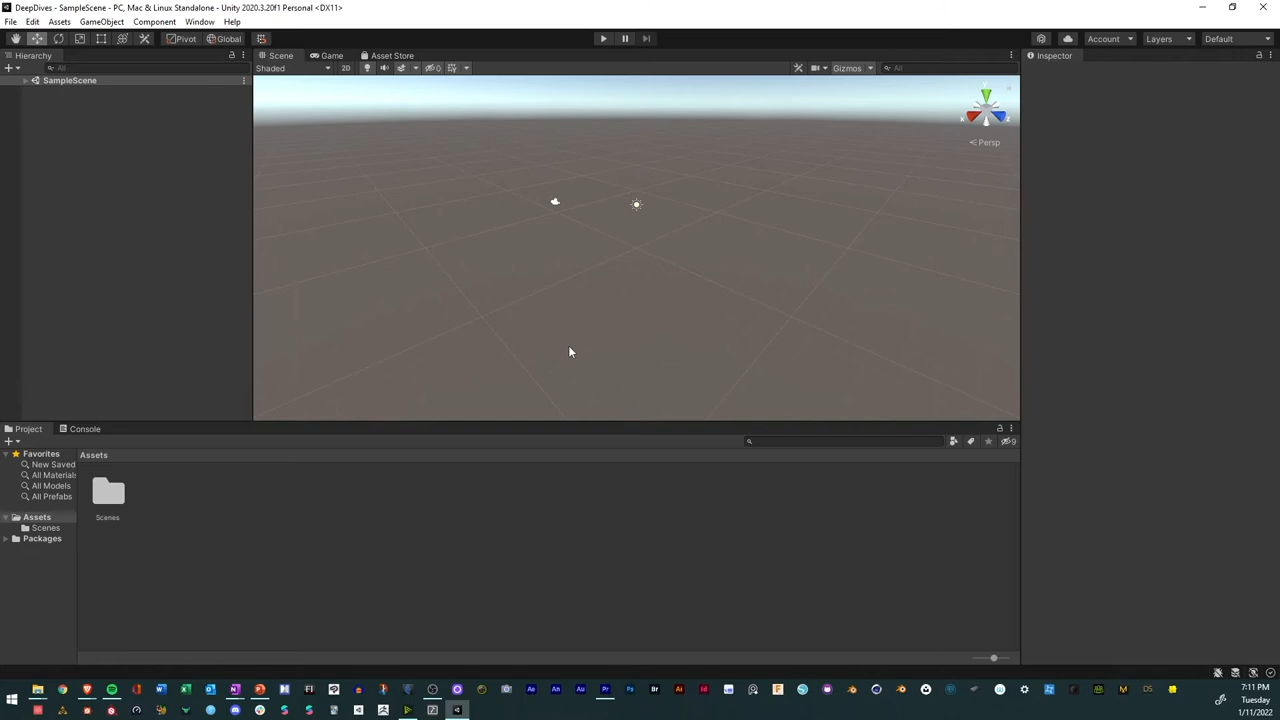 DeepDives - SampleScene - PC, Mac & Linux Standalone - Unity 2020.3.20f1 Personal <DX11>
File Edit Assets GameObject Component Window Help
Pivot Global Account Layers Default
Hierarchy Scene Game Asset Store Inspector
All Shaded 2D 0 Gizmos All
SampleScene
y
x z
Persp
Project Console
9
Favorites Assets
New Saved
All Materials
All Models
All Prefabs
Assets
Scenes Scenes
Packages
7:11 PM
Tuesday
1/11/2022